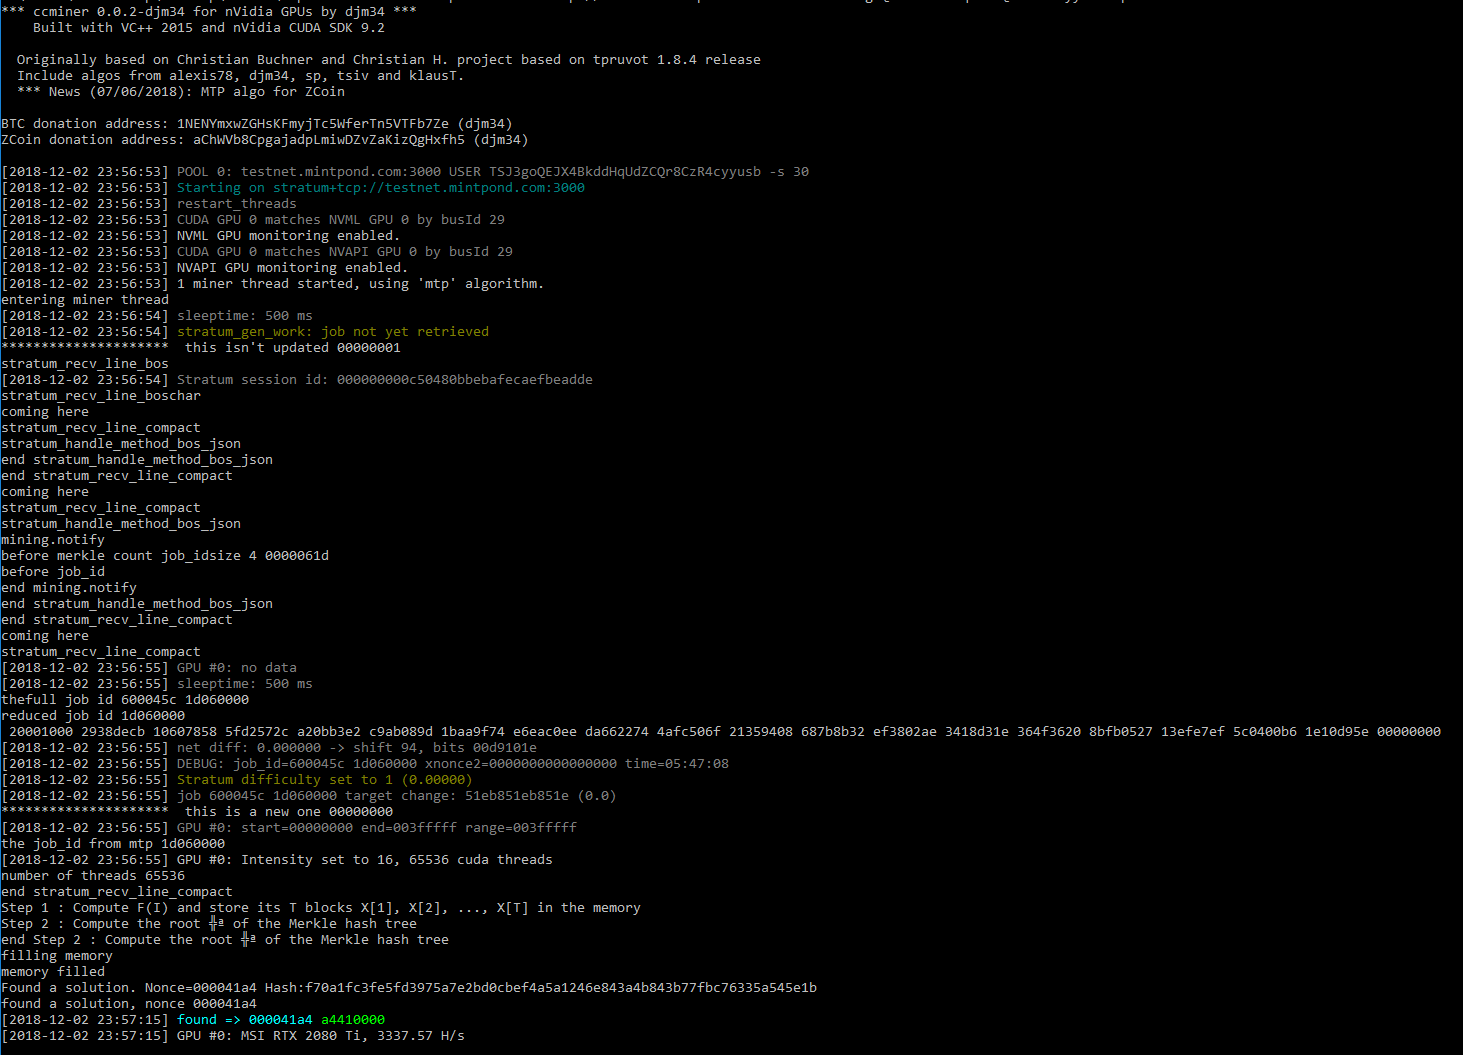 *** ccminer 0.0.2-djm34 for nVidia GPUs by djm34 ***
    Built with VC++ 2015 and nVidia CUDA SDK 9.2
  Originally based on Christian Buchner and Christian H. project based on tpruvot 1.8.4 release
  Include algos from alexis78, djm34, sp, tsiv and klausT.
  *** News (07/06/2018): MTP algo for ZCoin
BTC donation address: 1NENYmxwZGHsKFmyjTc5WferTn5VTFb7Ze (djm34)
ZCoin donation address: aChWVb8CpgajadpLmiwDZvZaKizQgHxfh5 (djm34)
[2018-12-02 23:56:53] POOL 0: testnet.mintpond.com:3000 USER TSJ3goQEJX4BkddHqUdZCQr8CzR4cyyusb -s 30
[2018-12-02 23:56:53] Starting on stratum+tcp://testnet.mintpond.com:3000
[2018-12-02 23:56:53] restart_threads
[2018-12-02 23:56:53] CUDA GPU 0 matches NVML GPU 0 by busId 29
[2018-12-02 23:56:53] NVML GPU monitoring enabled.
[2018-12-02 23:56:53] CUDA GPU 0 matches NVAPI GPU 0 by busId 29
[2018-12-02 23:56:53] NVAPI GPU monitoring enabled.
[2018-12-02 23:56:53] 1 miner thread started, using 'mtp' algorithm.
entering miner thread
[2018-12-02 23:56:54] sleeptime: 500 ms
[2018-12-02 23:56:54] stratum_gen_work: job not yet retrieved
*********************  this isn't updated 00000001
stratum_recv_line_bos
[2018-12-02 23:56:54] Stratum session id: 000000000c50480bbebafecaefbeadde
stratum_recv_line_boschar
coming here
stratum_recv_line_compact
stratum_handle_method_bos_json
end stratum_handle_method_bos_json
end stratum_recv_line_compact
coming here
stratum_recv_line_compact
stratum_handle_method_bos_json
mining.notify
before merkle count job_idsize 4 0000061d
before job_id
end mining.notify
end stratum_handle_method_bos_json
end stratum_recv_line_compact
coming here
stratum_recv_line_compact
[2018-12-02 23:56:55] GPU #0: no data
[2018-12-02 23:56:55] sleeptime: 500 ms
thefull job id 600045c 1d060000
reduced job id 1d060000
 20001000 2938decb 10607858 5fd2572c a20bb3e2 c9ab089d 1baa9f74 e6eac0ee da662274 4afc506f 21359408 687b8b32 ef3802ae 3418d31e 364f3620 8bfb0527 13efe7ef 5c0400b6 1e10d95e 00000000
[2018-12-02 23:56:55] net diff: 0.000000 -> shift 94, bits 00d9101e
[2018-12-02 23:56:55] DEBUG: job_id=600045c 1d060000 xnonce2=0000000000000000 time=05:47:08
[2018-12-02 23:56:55] Stratum difficulty set to 1 (0.00000)
[2018-12-02 23:56:55] job 600045c 1d060000 target change: 51eb851eb851e (0.0)
*********************  this is a new one 00000000
[2018-12-02 23:56:55] GPU #0: start=00000000 end=003fffff range=003fffff
the job_id from mtp 1d060000
[2018-12-02 23:56:55] GPU #0: Intensity set to 16, 65536 cuda threads
number of threads 65536
end stratum_recv_line_compact
Step 1 : Compute F(I) and store its T blocks X[1], X[2], ..., X[T] in the memory
Step 2 : Compute the root ╬ª of the Merkle hash tree
end Step 2 : Compute the root ╬ª of the Merkle hash tree
filling memory
memory filled
Found a solution. Nonce=000041a4 Hash:f70a1fc3fe5fd3975a7e2bd0cbef4a5a1246e843a4b843b77fbc76335a545e1b
found a solution, nonce 000041a4
[2018-12-02 23:57:15] found => 000041a4 a4410000
[2018-12-02 23:57:15] GPU #0: MSI RTX 2080 Ti, 3337.57 H/s